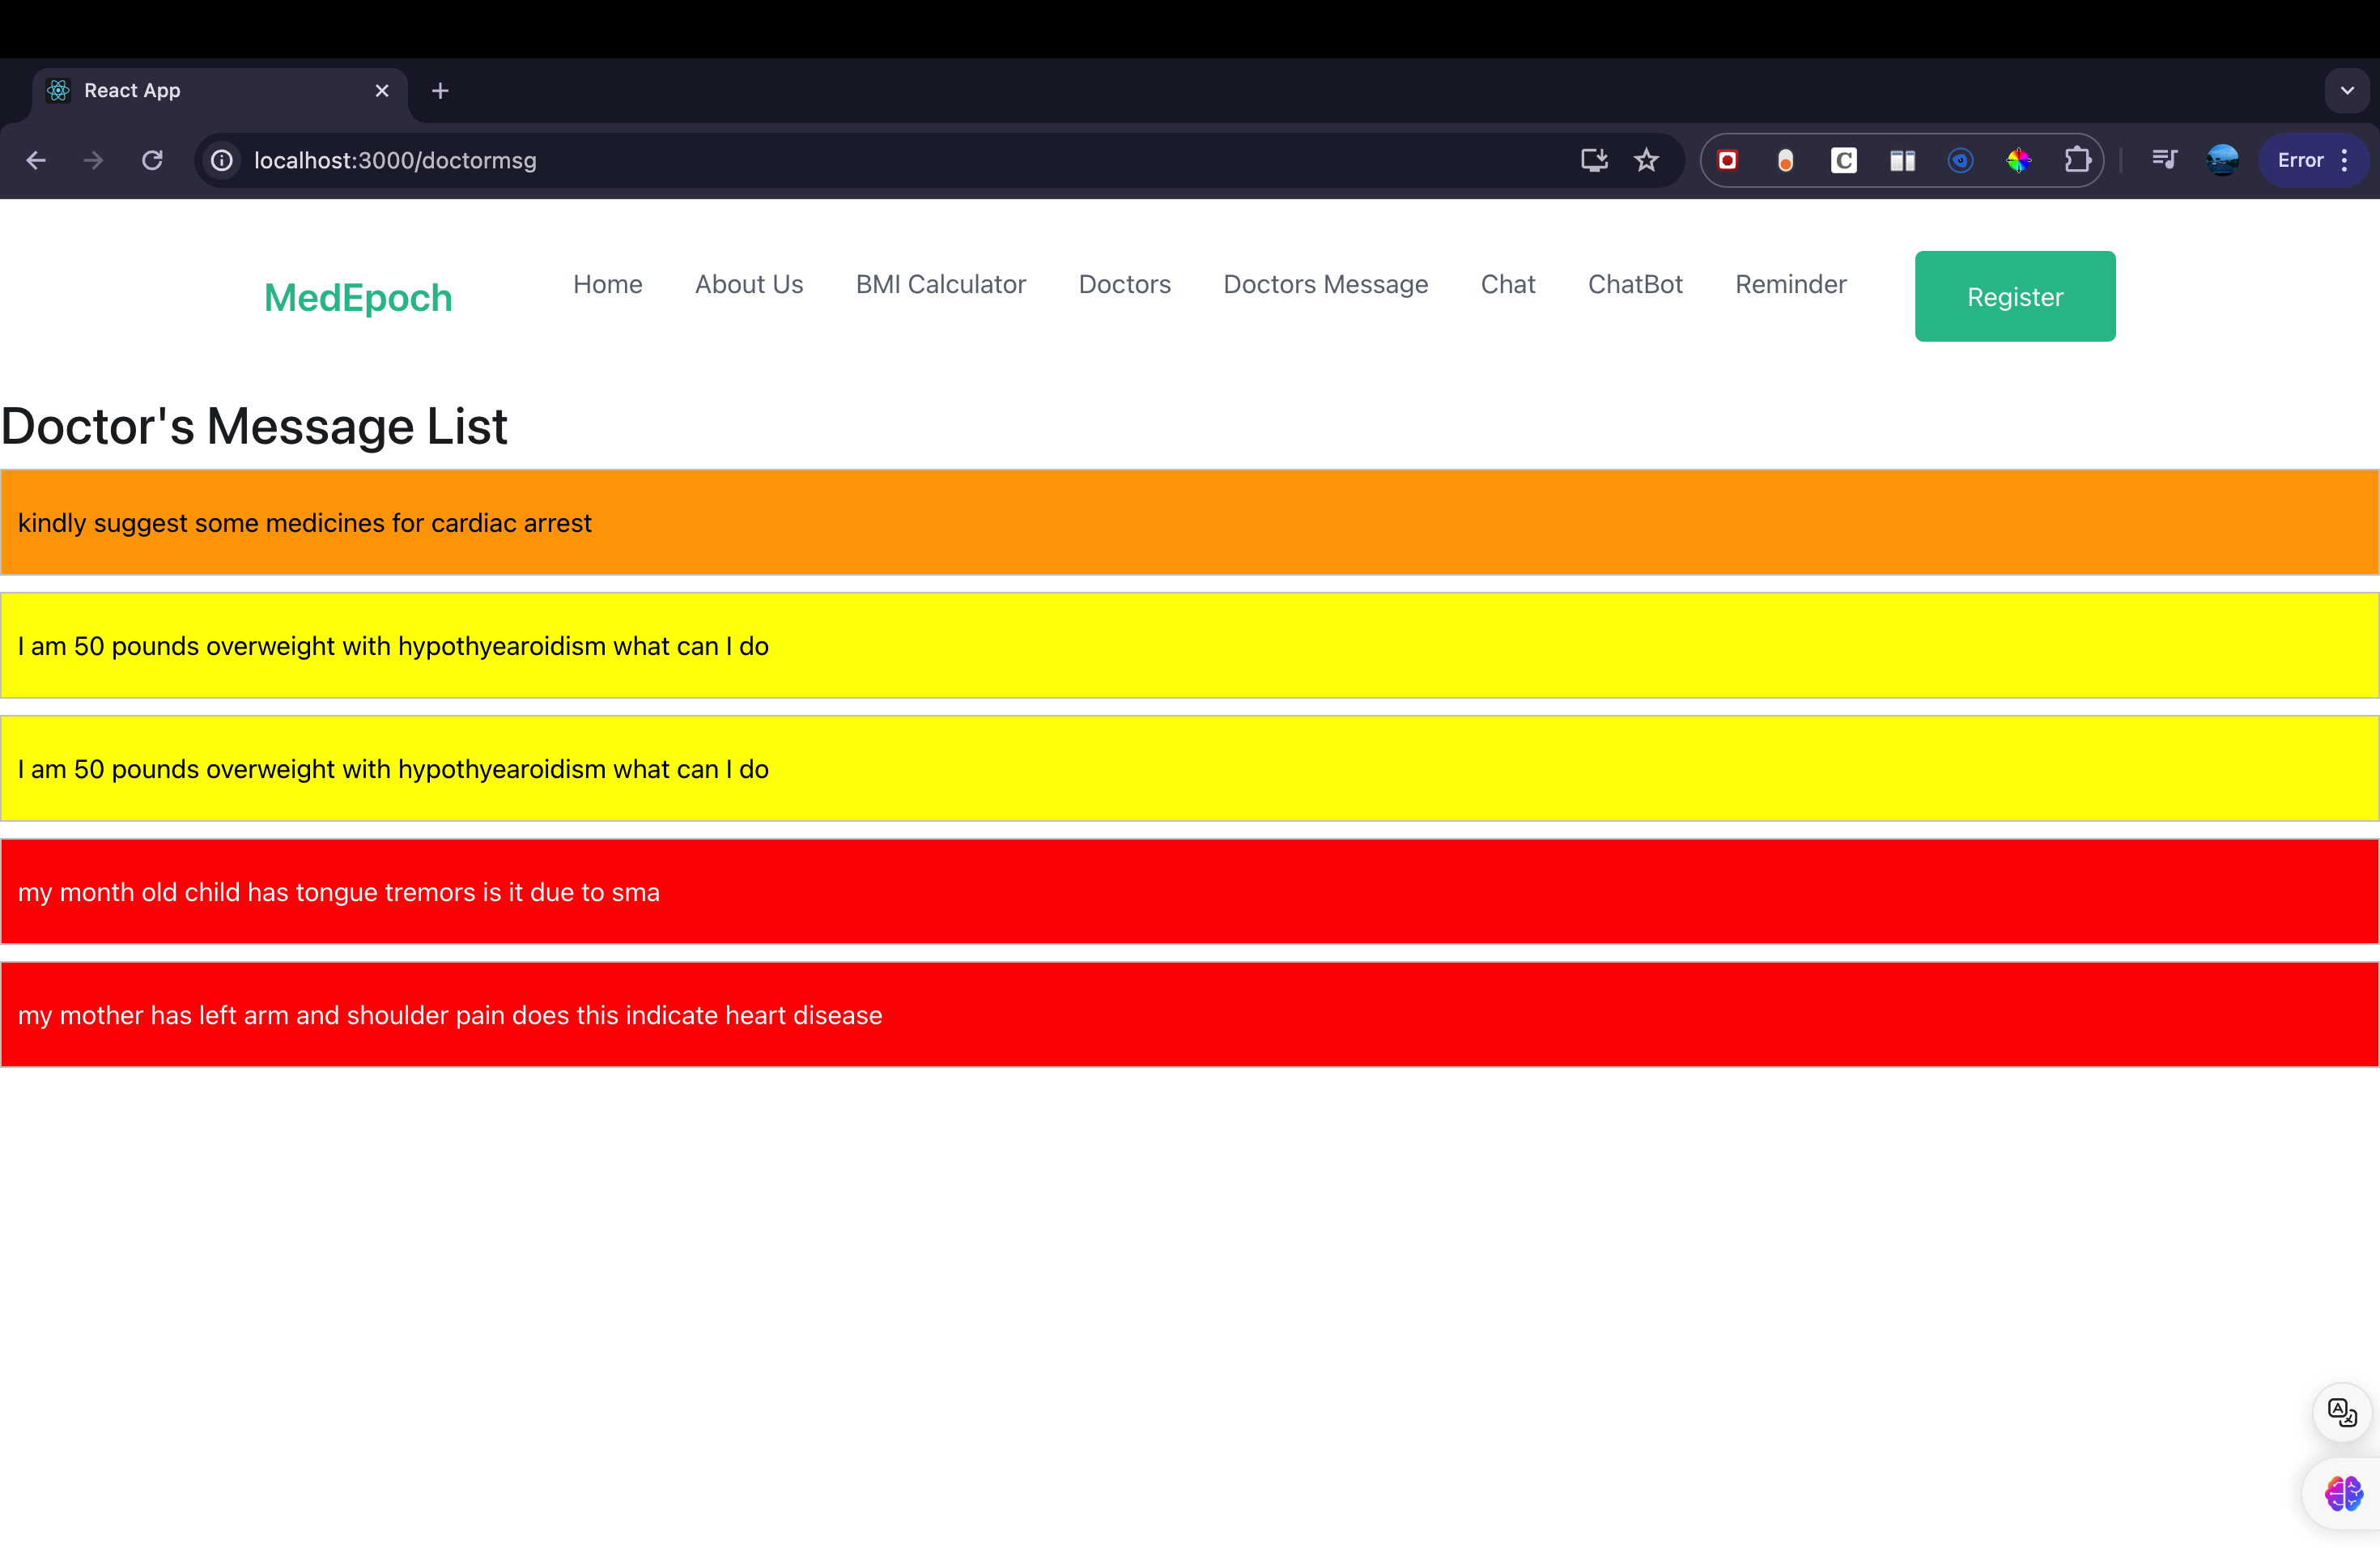 React App
localhost:3000/doctormsg
Error
MedEpoch
Home
About Us
BMI Calculator
Doctors
Doctors Message
Chat
ChatBot
Reminder
Register
Doctor's Message List
kindly suggest some medicines for cardiac arrest
I am 50 pounds overweight with hypothyearoidism what can I do
I am 50 pounds overweight with hypothyearoidism what can I do
my month old child has tongue tremors is it due to sma
my mother has left arm and shoulder pain does this indicate heart disease